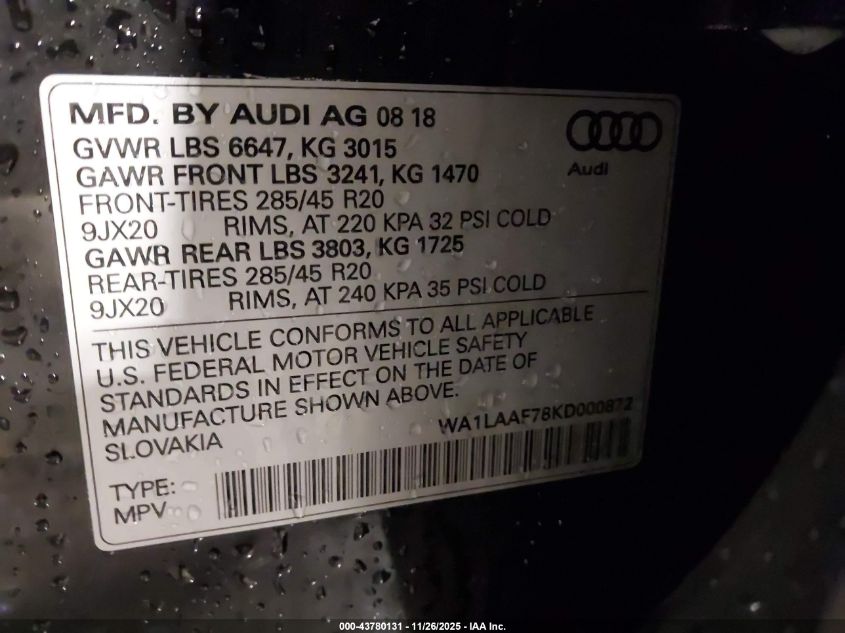 MFD. BY AUDI AG 08 18
Audi
GVWR LBS 6647, KG 3015
GAWR FRONT LBS 3241, KG 1470
FRONT-TIRES 285/45 R20
9JX20 RIMS, AT 220 KPA 32 PSI COLD
GAWR REAR LBS 3803, KG 1725
REAR-TIRES 285/45 R20
9JX20 RIMS, AT 240 KPA 35 PSI COLD
THIS VEHICLE CONFORMS TO ALL APPLICABLE
U.S. FEDERAL MOTOR VEHICLE SAFETY
STANDARDS IN EFFECT ON THE DATE OF
MANUFACTURE SHOWN ABOVE.
SLOVAKIA
WA1LAAF78KD000872
TYPE:
MPV
000-43780131 - 11/26/2025 - IAA Inc.